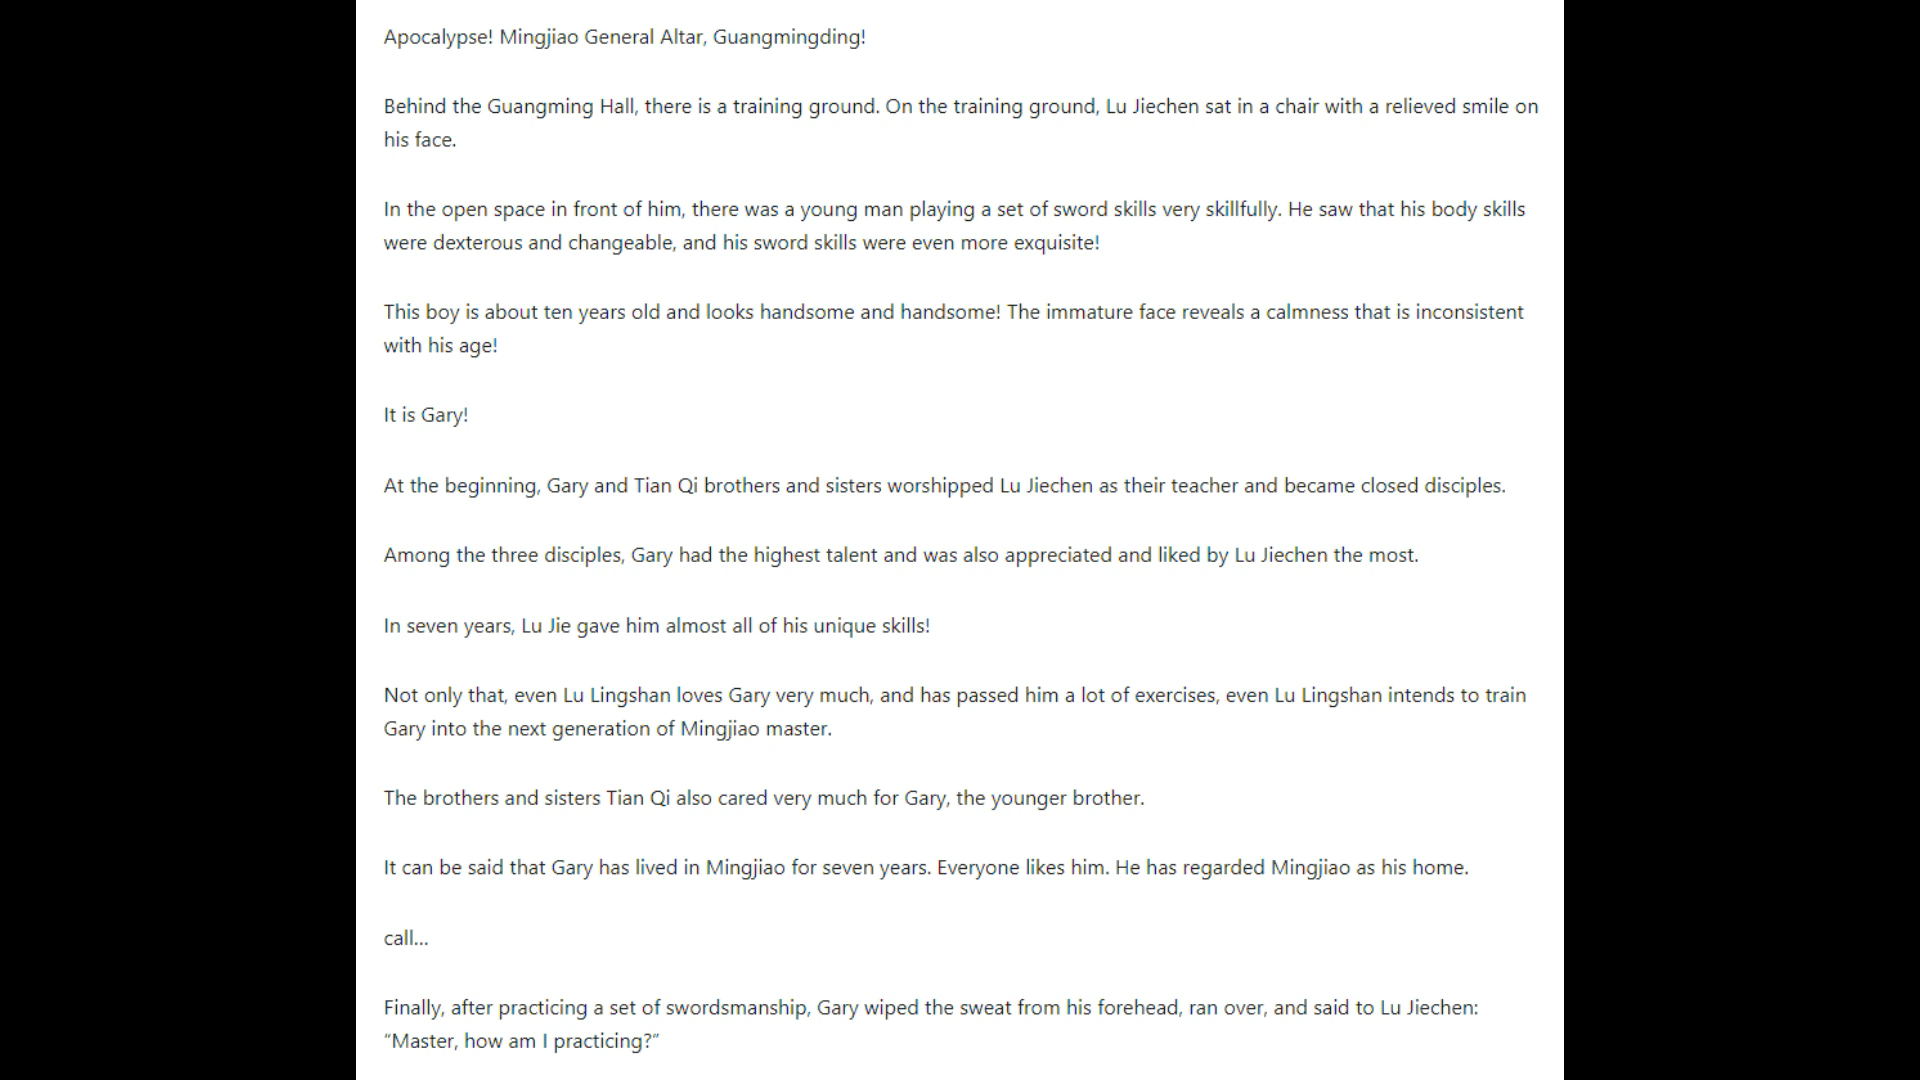 Apocalypse! Mingjiao General Altar, Guangmingding!
Behind the Guangming Hall, there is a training ground. On the training ground, Lu Jiechen sat in a chair with a relieved smile on
his face.
In the open space in front of him, there was a young man playing a set of sword skills very skillfully. He saw that his body skills
were dexterous and changeable, and his sword skills were even more exquisite!
This boy is about ten years old and looks handsome and handsome! The immature face reveals a calmness that is inconsistent
with his age!
It is Gary!
At the beginning, Gary and Tian Qi brothers and sisters worshipped Lu Jiechen as their teacher and became closed disciples.
Among the three disciples, Gary had the highest talent and was also appreciated and liked by Lu Jiechen the most.
In seven years, Lu Jie gave him almost all of his unique skills!
Not only that, even Lu Lingshan loves Gary very much, and has passed him a lot of exercises, even Lu Lingshan intends to train
Gary into the next generation of Mingjiao master.
The brothers and sisters Tian Qi also cared very much for Gary, the younger brother.
It can be said that Gary has lived in Mingjiao for seven years. Everyone likes him. He has regarded Mingjiao as his home.
call...
Finally, after practicing a set of swordsmanship, Gary wiped the sweat from his forehead, ran over, and said to Lu Jiechen:
“Master, how am I practicing?”